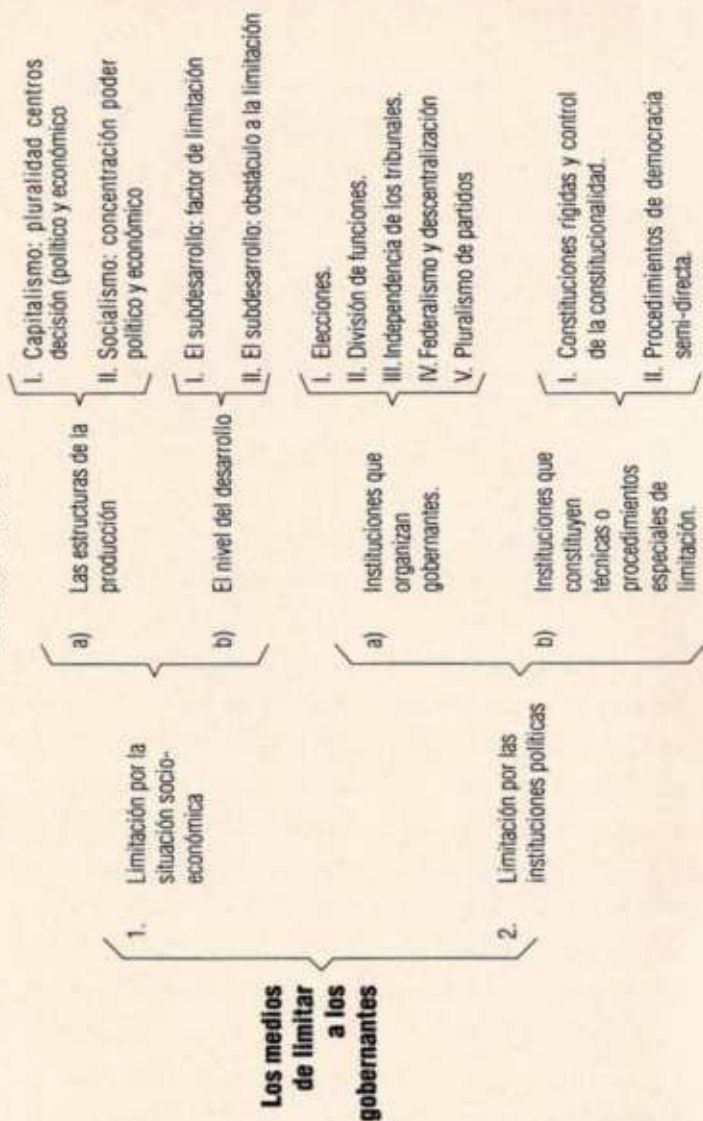 Los medios
de limitar
a los
gobernantes
1. Limitación por la
situación socio-
económica
a) Las estructuras de la
producción
I. Capitalismo: pluralidad centros
decisión (político y económico
II. Socialismo: concentración poder
político y económico
b) El nivel del desarrollo
I. El subdesarrollo: factor de limitación
II. El subdesarrollo: obstáculo a la limitación
2. Limitación por las
instituciones políticas
a) Instituciones que
organizan
gobernantes.
I. Elecciones.
II. División de funciones.
III. Independencia de los tribunales.
IV. Federalismo y descentralización
V. Pluralismo de partidos
b) Instituciones que
constituyen
técnicas o
procedimientos
especiales de
limitación.
I. Constituciones rígidas y control
de la constitucionalidad.
II. Procedimientos de democracia
semi-directa.